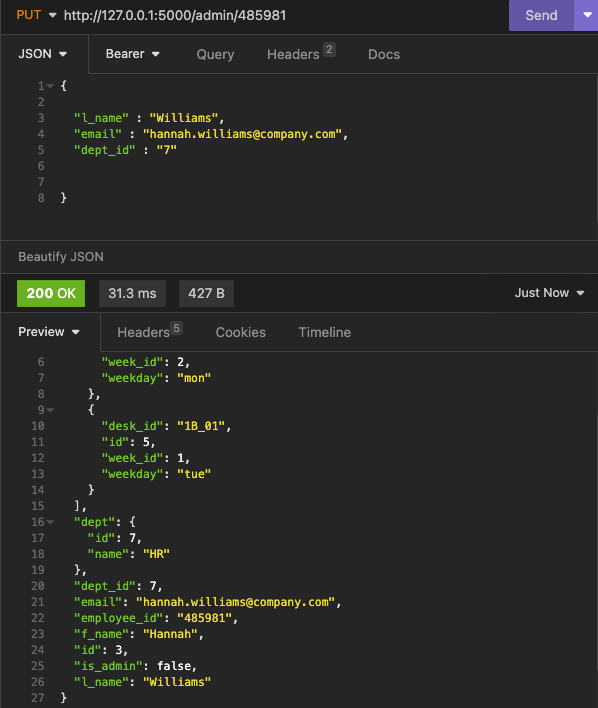 PUT http://127.0.0.1:5000/admin/485981 Send
JSON Bearer Query Headers 2 Docs
1 {
2
3 "l_name" : "Williams",
4 "email" : "hannah.williams@company.com",
5 "dept_id" : "7"
6
7
8 }
Beautify JSON
200 OK 31.3 ms 427 B Just Now
Preview Headers 5 Cookies Timeline
6 "week_id": 2,
7 "weekday": "mon"
8 },
9 {
10 "desk_id": "1B_01",
11 "id": 5,
12 "week_id": 1,
13 "weekday": "tue"
14 }
15 ],
16 "dept": {
17 "id": 7,
18 "name": "HR"
19 },
20 "dept_id": 7,
21 "email": "hannah.williams@company.com",
22 "employee_id": "485981",
23 "f_name": "Hannah",
24 "id": 3,
25 "is_admin": false,
26 "l_name": "Williams"
27 }